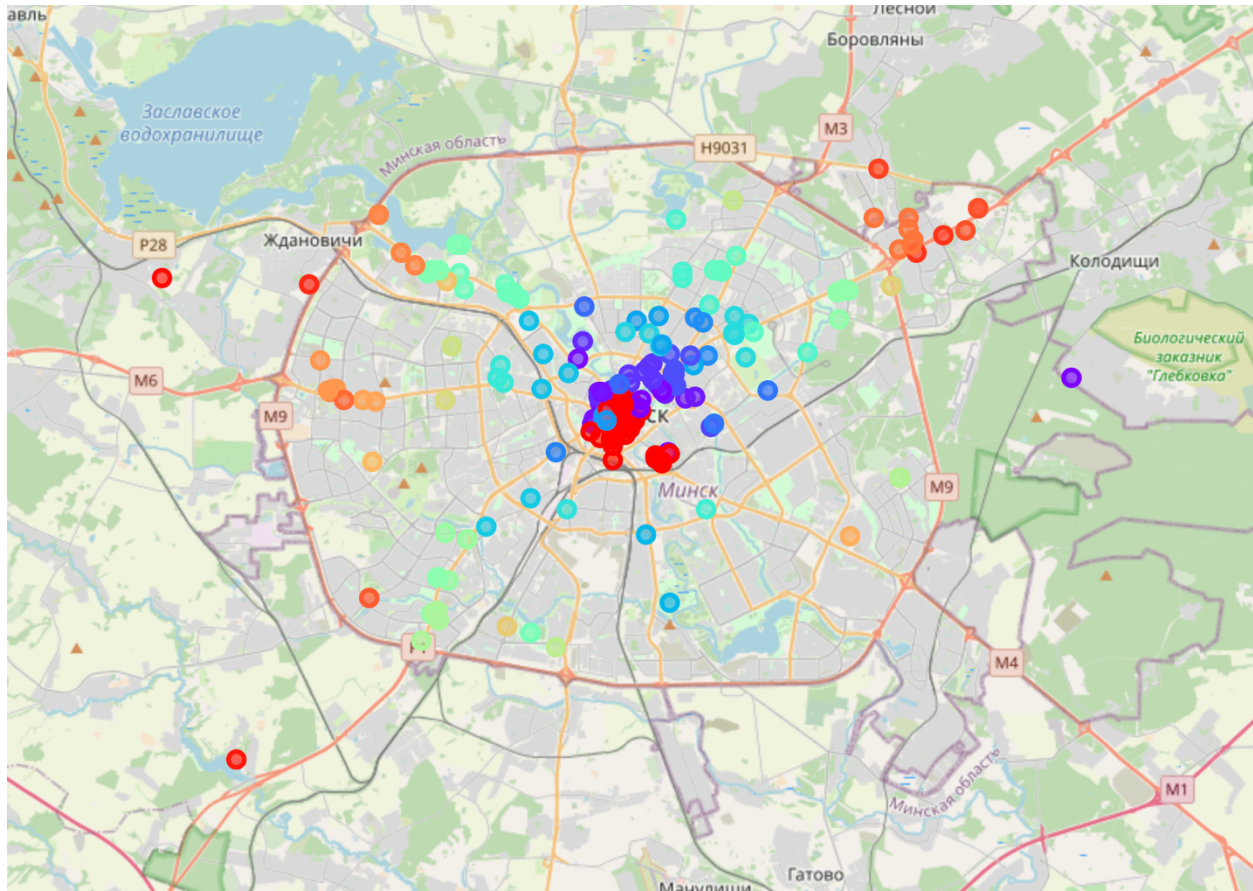 авль
Лесной
Боровляны
Заславское
водохранилище
M3
Минская область
H9031
P28
Ждановичи
Колодищи
Биологический
заказник
"Глебковка"
M6
M9
СК
Минск
M9
M4
M1
Минская область
Гатово
Мачулищи